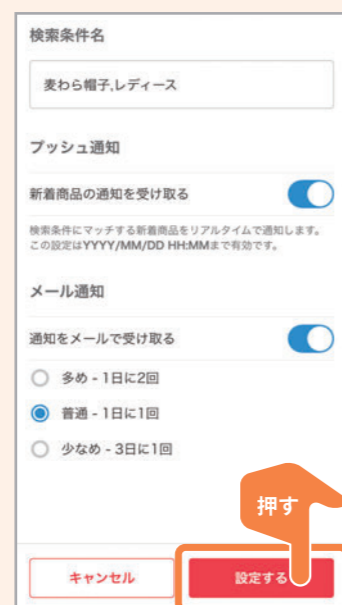 検索条件名
麦わら帽子,レディース
プッシュ通知
新着商品の通知を受け取る
検索条件にマッチする新着商品をリアルタイムで通知します。
この設定はYYYY/MM/DD HH:MMまで有効です。
メール通知
通知をメールで受け取る
多め - 1日に2回
普通 - 1日に1回
少なめ - 3日に1回
押す
キャンセル
設定する